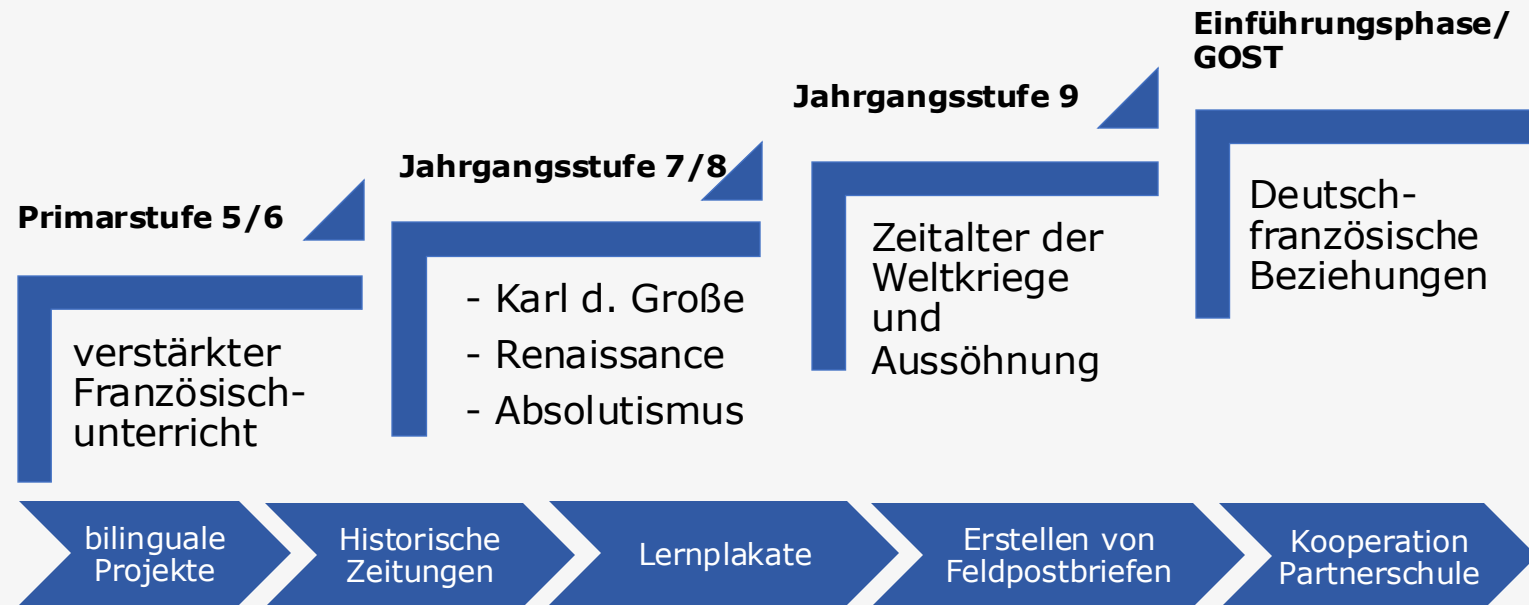 Primarstufe 5/6
verstärkter
Französisch-
unterricht
Jahrgangsstufe 7/8
- Karl d. Große
- Renaissance
- Absolutismus
Jahrgangsstufe 9
Zeitalter der
Weltkriege
und
Aussöhnung
Einführungsphase/
GOST
Deutsch-
französische
Beziehungen
bilinguale
Projekte
Historische
Zeitungen
Lernplakate
Erstellen von
Feldpostbriefen
Kooperation
Partnerschule